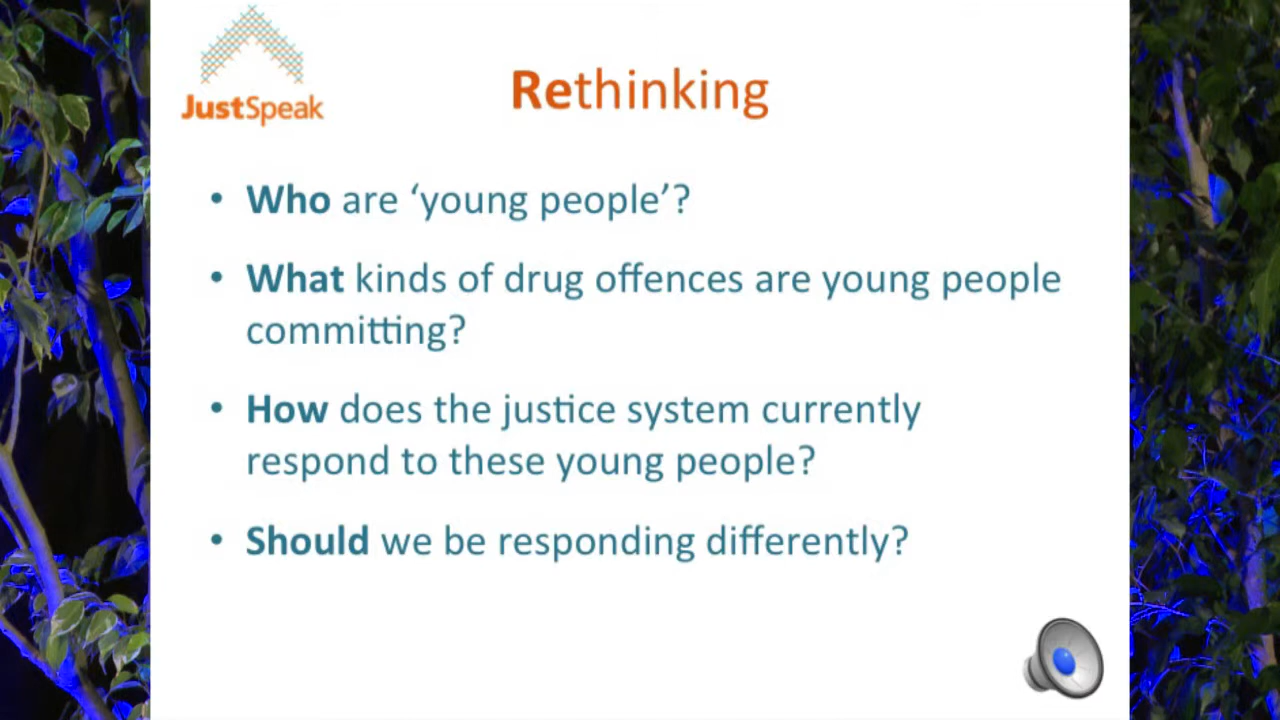 JustSpeak
Rethinking
• Who are ‘young people’?
• What kinds of drug offences are young people
committing?
• How does the justice system currently
respond to these young people?
• Should we be responding differently?